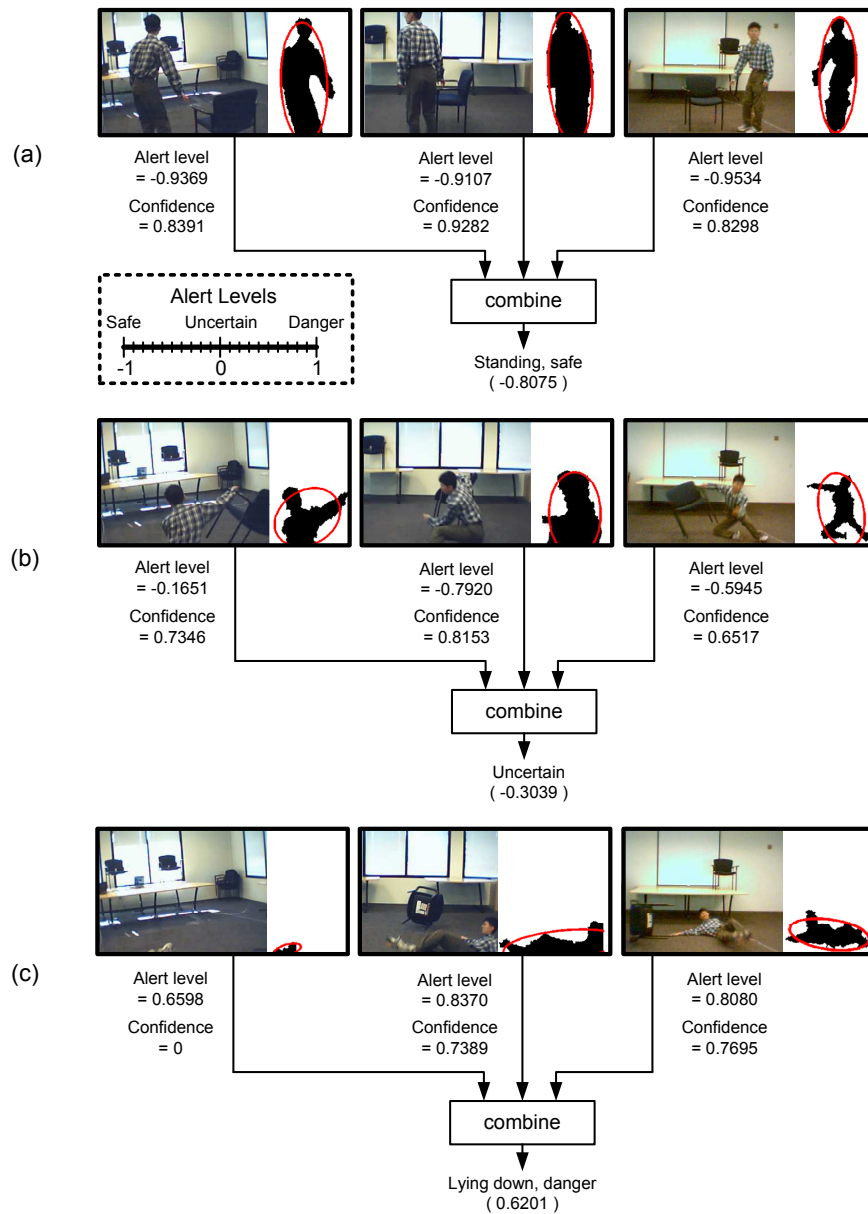 (a)
Alert level
= -0.9369
Confidence
= 0.8391
Alert level
= -0.9107
Confidence
= 0.9282
Alert level
= -0.9534
Confidence
= 0.8298
combine
Standing, safe
( -0.8075 )
Alert Levels
Safe Uncertain Danger
-1 0 1
(b)
Alert level
= -0.1651
Confidence
= 0.7346
Alert level
= -0.7920
Confidence
= 0.8153
Alert level
= -0.5945
Confidence
= 0.6517
combine
Uncertain
( -0.3039 )
(c)
Alert level
= 0.6598
Confidence
= 0
Alert level
= 0.8370
Confidence
= 0.7389
Alert level
= 0.8080
Confidence
= 0.7695
combine
Lying down, danger
( 0.6201 )